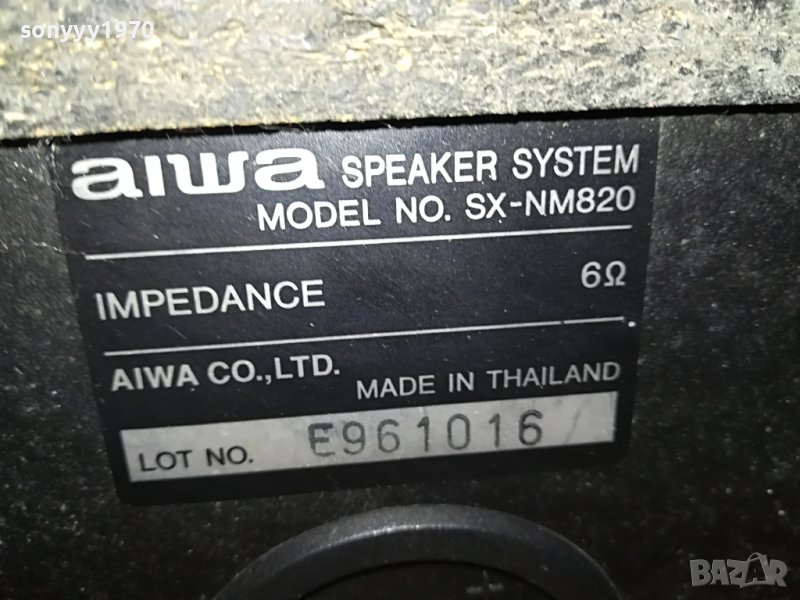 sonyyy1970
aiwa SPEAKER SYSTEM
MODEL NO. SX-NM820
IMPEDANCE 6Ω
AIWA CO.,LTD.
MADE IN THAILAND
LOT NO. E961016
BAZAR